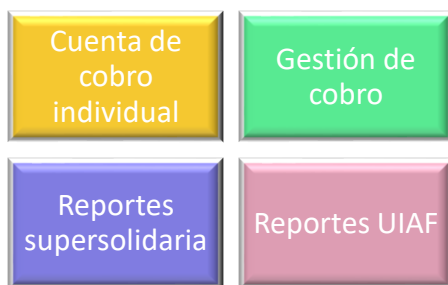 Cuenta de
cobro
individual
Gestión de
cobro
Reportes
supersolidaria
Reportes UIAF